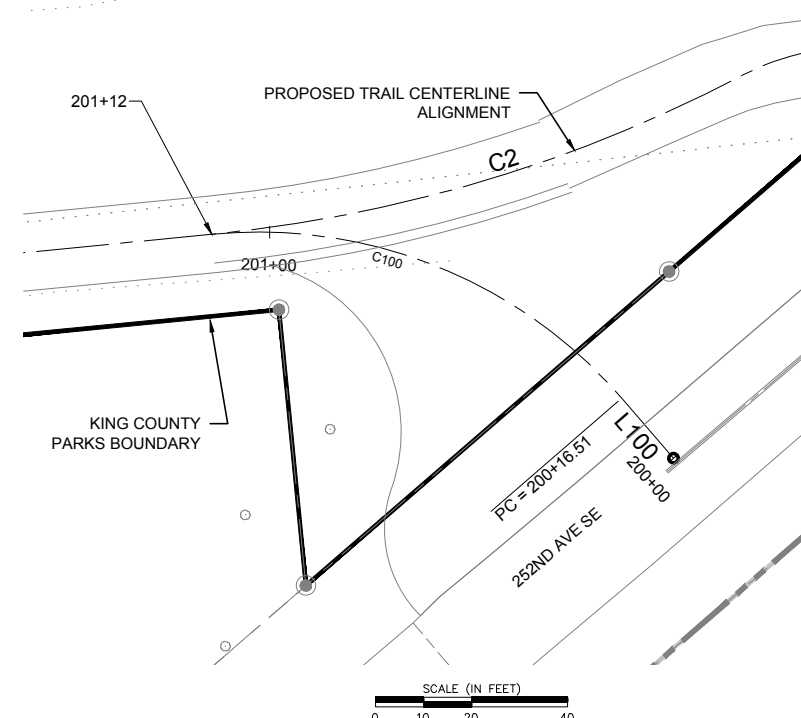 201+12
PROPOSED TRAIL CENTERLINE
ALIGNMENT
C2
C100
201+00
KING COUNTY
PARKS BOUNDARY
L100
200+00
PC = 200+16.51
252ND AVE SE
SCALE (IN FEET)
0 10 20 40